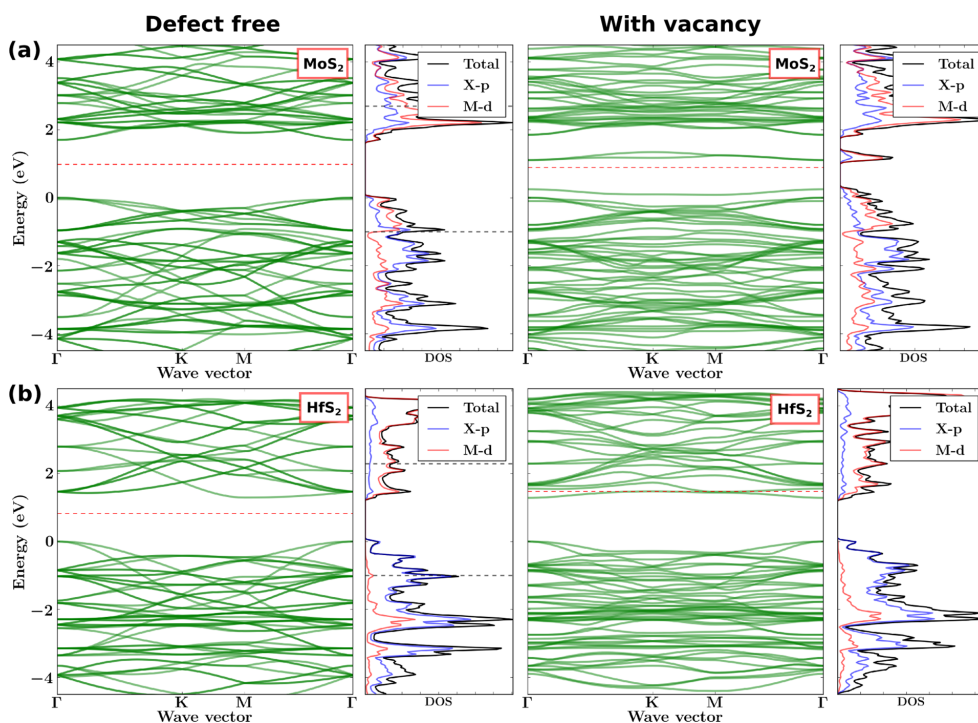 Defect free
With vacancy
(a)
MoS₂
Total
X-p
M-d
MoS₂
Total
X-p
M-d
4
2
0
−2
−4
Energy (eV)
Γ
K
M
Γ
DOS
Γ
K
M
Γ
DOS
Wave vector
Wave vector
(b)
HfS₂
Total
X-p
M-d
HfS₂
Total
X-p
M-d
4
2
0
−2
−4
Energy (eV)
Γ
K
M
Γ
DOS
Γ
K
M
Γ
DOS
Wave vector
Wave vector